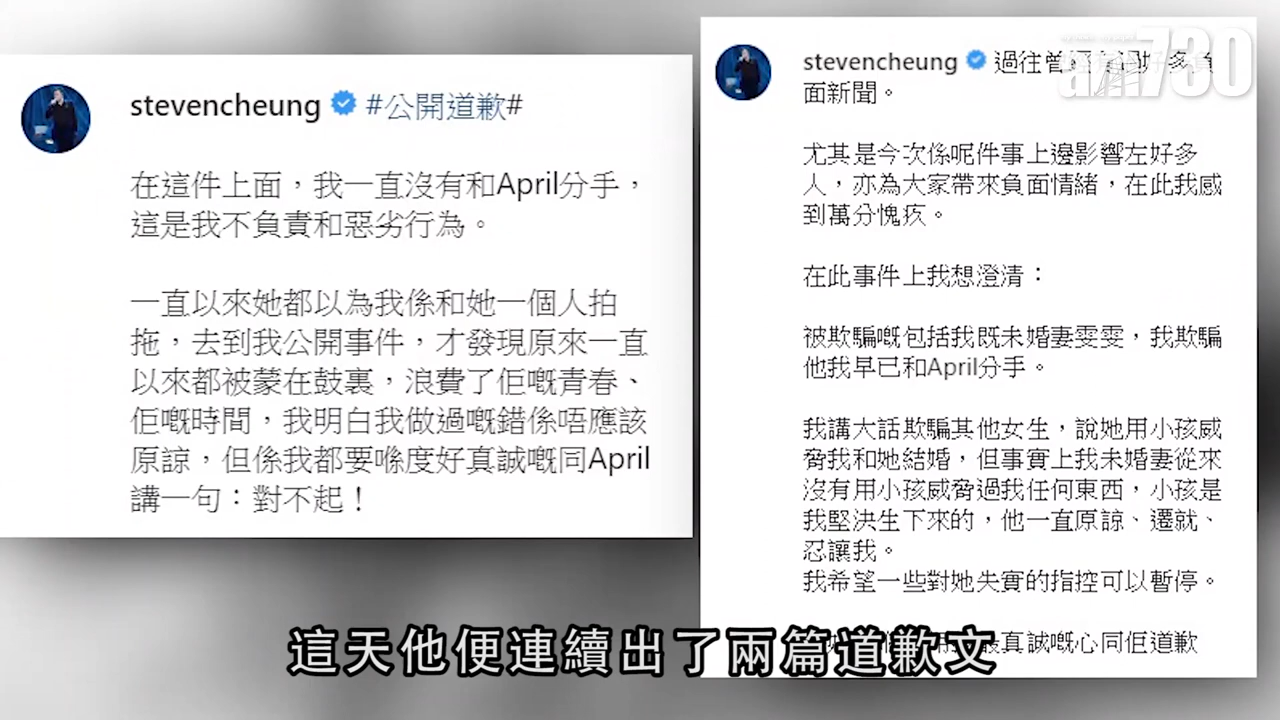 stevencheung #公開道歉#
在這件上面，我一直沒有和April分手，
這是我不負責和惡劣行為。
一直以來她都以為我係和她一個人拍
拖，去到我公開事件，才發現原來一直
以來都被蒙在鼓裏，浪費了佢嘅青春、
佢嘅時間，我明白我做過嘅錯係唔應該
原諒，但係我都要喺度好真誠嘅同April
講一句：對不起！
am730
stevencheung 過往曾
面新聞。
尤其是今次係呢件事上邊影響左好多
人，亦為大家帶來負面情緒，在此我感
到萬分愧疚。
在此事件上我想澄清：
被欺騙嘅包括我既未婚妻雯雯，我欺騙
他我早已和April分手。
我講大話欺騙其他女生，說她用小孩威
脅我和她結婚，但事實上我未婚妻從來
沒有用小孩威脅過我任何東西，小孩是
我堅決生下來的，他一直原諒、遷就、
忍讓我。
我希望一些對她失實的指控可以暫停。
真誠嘅心同佢道歉
這天他便連續出了兩篇道歉文